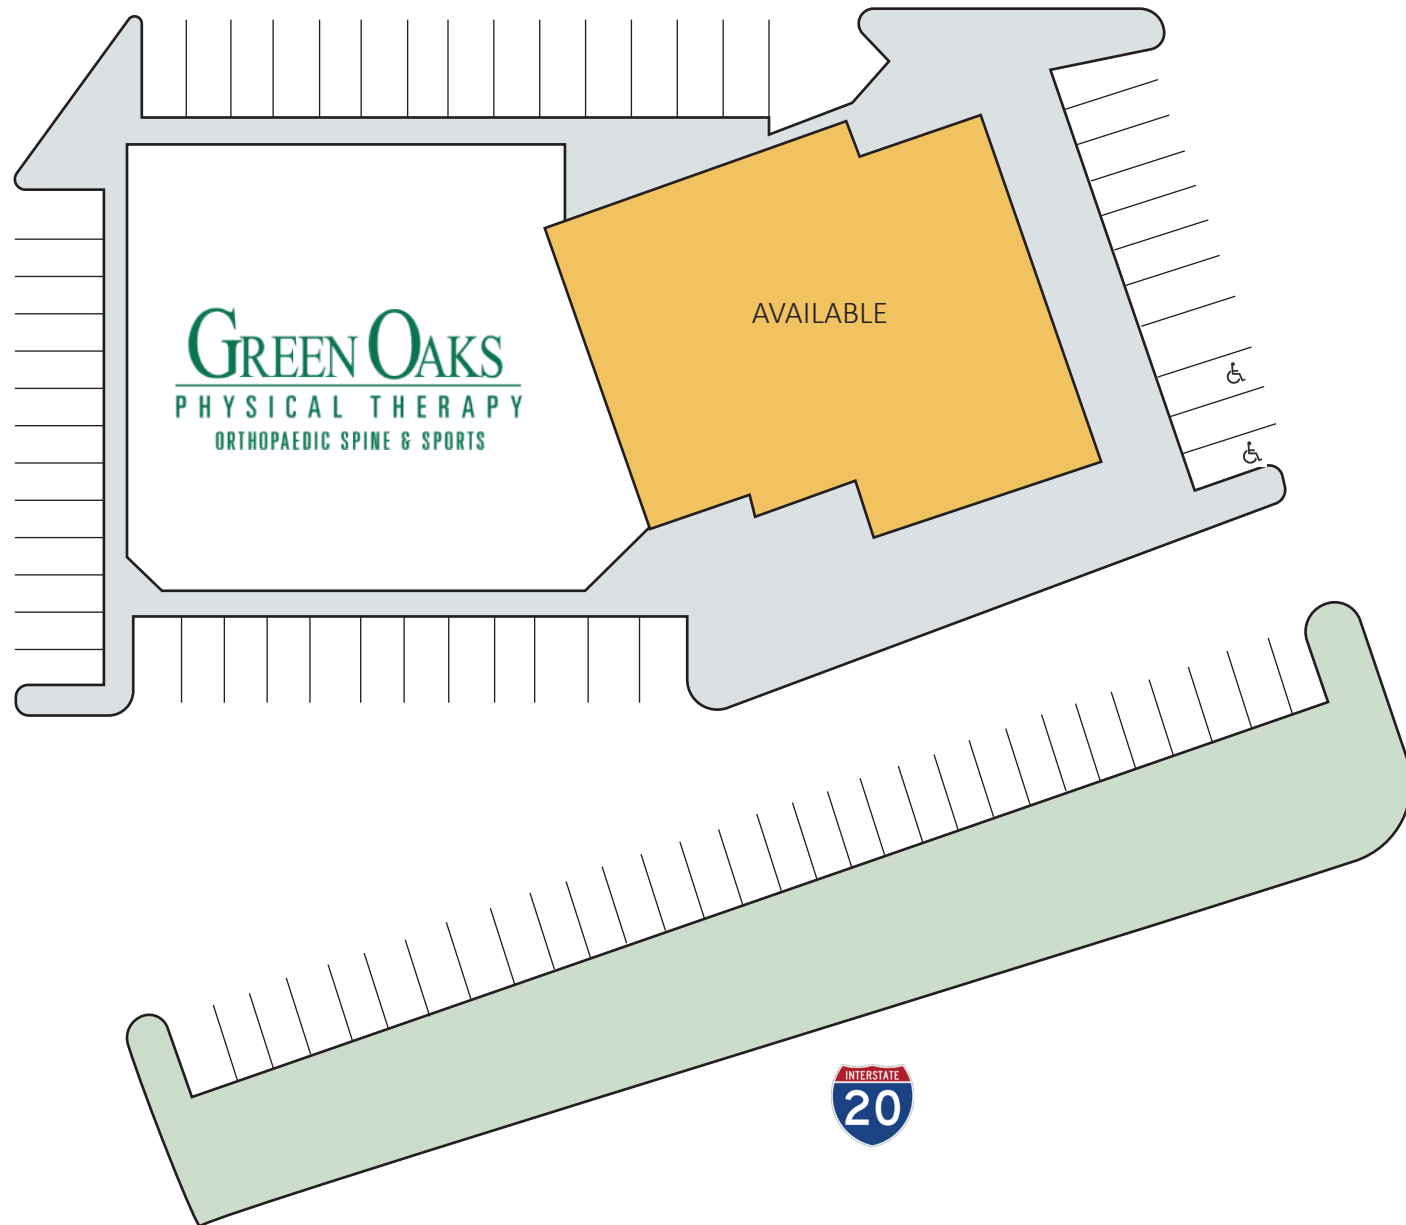 AVAILABLE
GREEN OAKS
PHYSICAL THERAPY
ORTHOPAEDIC SPINE & SPORTS
INTERSTATE
20